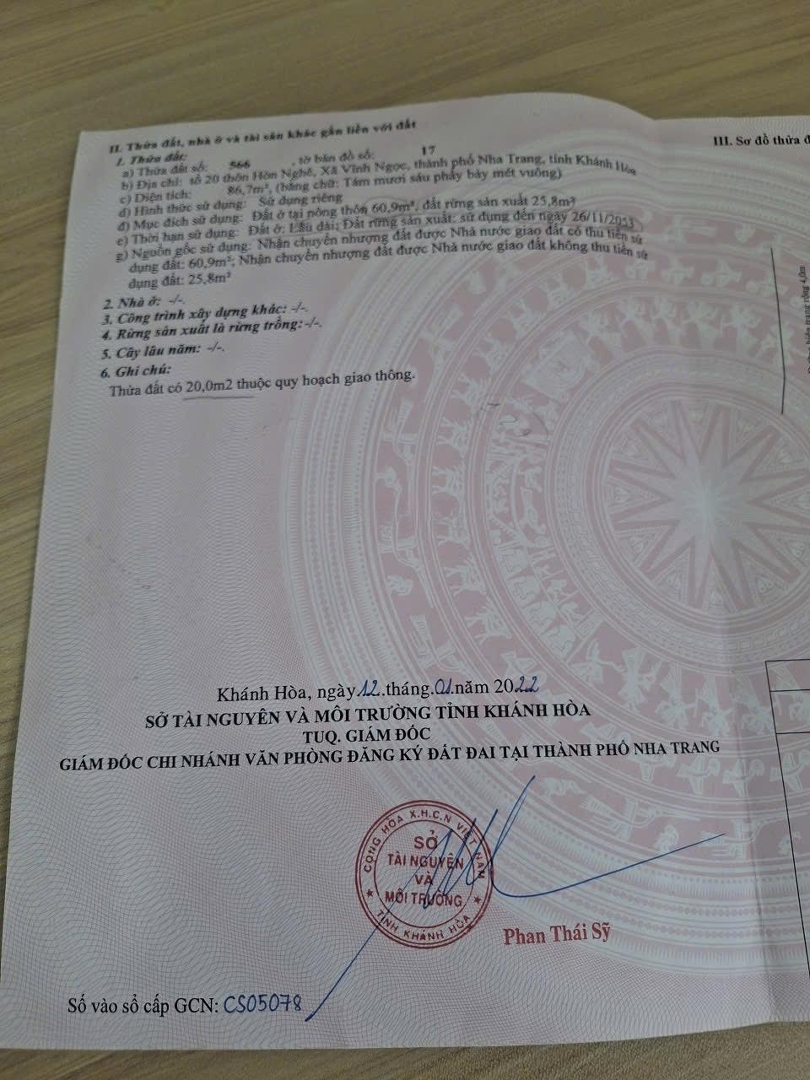 II. Thửa đất, nhà ở và tài sản khác gắn liền với đất
1. Thửa đất:
a) Thửa đất số: 566 , tờ bản đồ số: 17
b) Địa chỉ: tổ 20 thôn Hòn Nghê, Xã Vĩnh Ngọc, thành phố Nha Trang, tỉnh Khánh Hòa
c) Diện tích: 86,7m², (bằng chữ: Tám mươi sáu phẩy bảy mét vuông)
d) Hình thức sử dụng: Sử dụng riêng
đ) Mục đích sử dụng: Đất ở tại nông thôn 60,9m², đất rừng sản xuất 25,8m²
e) Thời hạn sử dụng: Đất ở: Lâu dài; Đất rừng sản xuất: sử dụng đến ngày 26/11/2053
g) Nguồn gốc sử dụng: Nhận chuyển nhượng đất được Nhà nước giao đất có thu tiền sử
dụng đất: 60,9m²; Nhận chuyển nhượng đất được Nhà nước giao đất không thu tiền sử
dụng đất: 25,8m²
2. Nhà ở: -/-.
3. Công trình xây dựng khác: -/-.
4. Rừng sản xuất là rừng trồng: -/-.
5. Cây lâu năm: -/-.
6. Ghi chú:
Thửa đất có 20,0m2 thuộc quy hoạch giao thông.
III. Sơ đồ thửa đ
rộng 4,0m
Khánh Hòa, ngày 12 tháng 01 năm 2022
SỞ TÀI NGUYÊN VÀ MÔI TRƯỜNG TỈNH KHÁNH HÒA
TUQ. GIÁM ĐỐC
GIÁM ĐỐC CHI NHÁNH VĂN PHÒNG ĐĂNG KÝ ĐẤT ĐAI TẠI THÀNH PHỐ NHA TRANG
CỘNG HÒA X.H.C.N VIỆT NAM
SỞ
TÀI NGUYÊN
VÀ
MÔI TRƯỜNG
TỈNH KHÁNH HÒA
Phan Thái Sỹ
Số vào sổ cấp GCN: CS05078